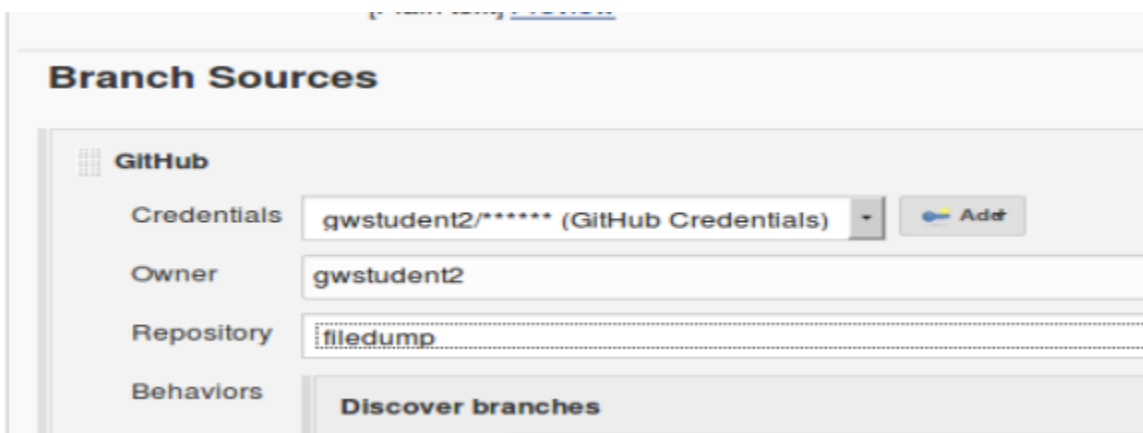 Branch Sources
GitHub
Credentials
gwstudent2/****** (GitHub Credentials)
Add
Owner
gwstudent2
Repository
filedump
Behaviors
Discover branches